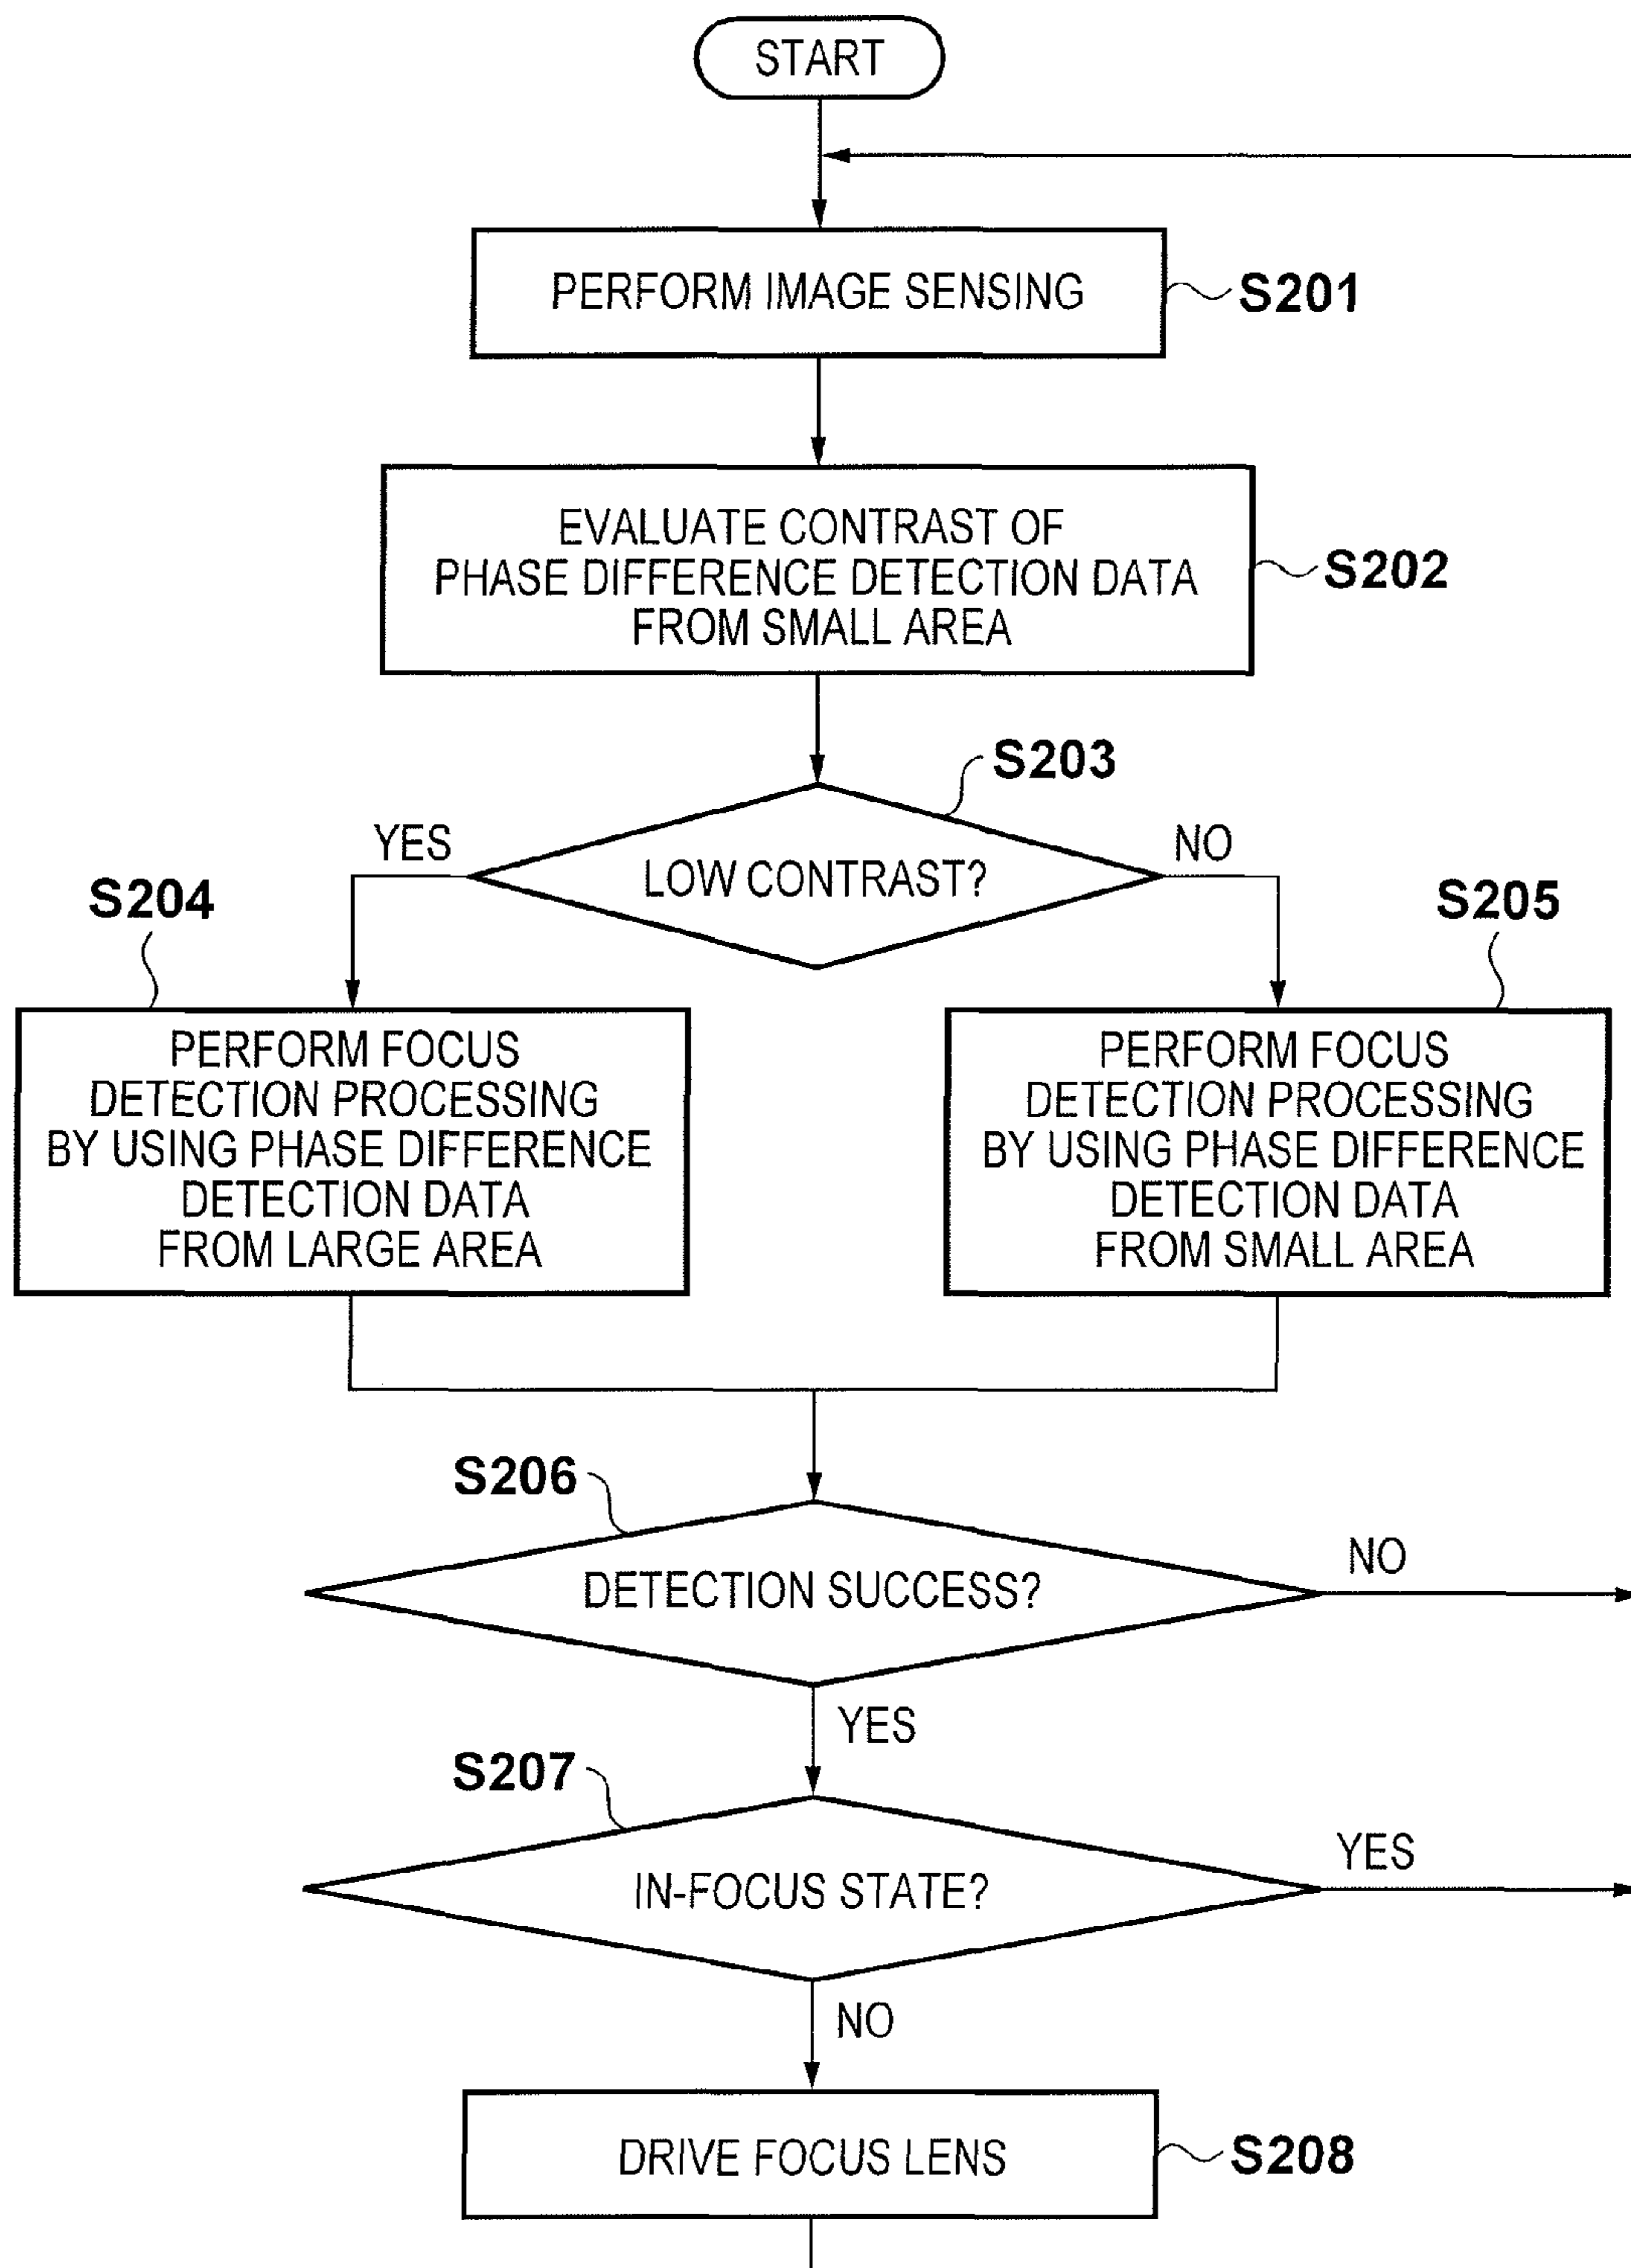 START
PERFORM IMAGE SENSING
S201
EVALUATE CONTRAST OF
PHASE DIFFERENCE DETECTION DATA
FROM SMALL AREA
S202
S203
LOW CONTRAST?
YES
NO
S204
PERFORM FOCUS
DETECTION PROCESSING
BY USING PHASE DIFFERENCE
DETECTION DATA
FROM LARGE AREA
S205
PERFORM FOCUS
DETECTION PROCESSING
BY USING PHASE DIFFERENCE
DETECTION DATA
FROM SMALL AREA
S206
DETECTION SUCCESS?
NO
YES
S207
IN-FOCUS STATE?
YES
NO
DRIVE FOCUS LENS
S208